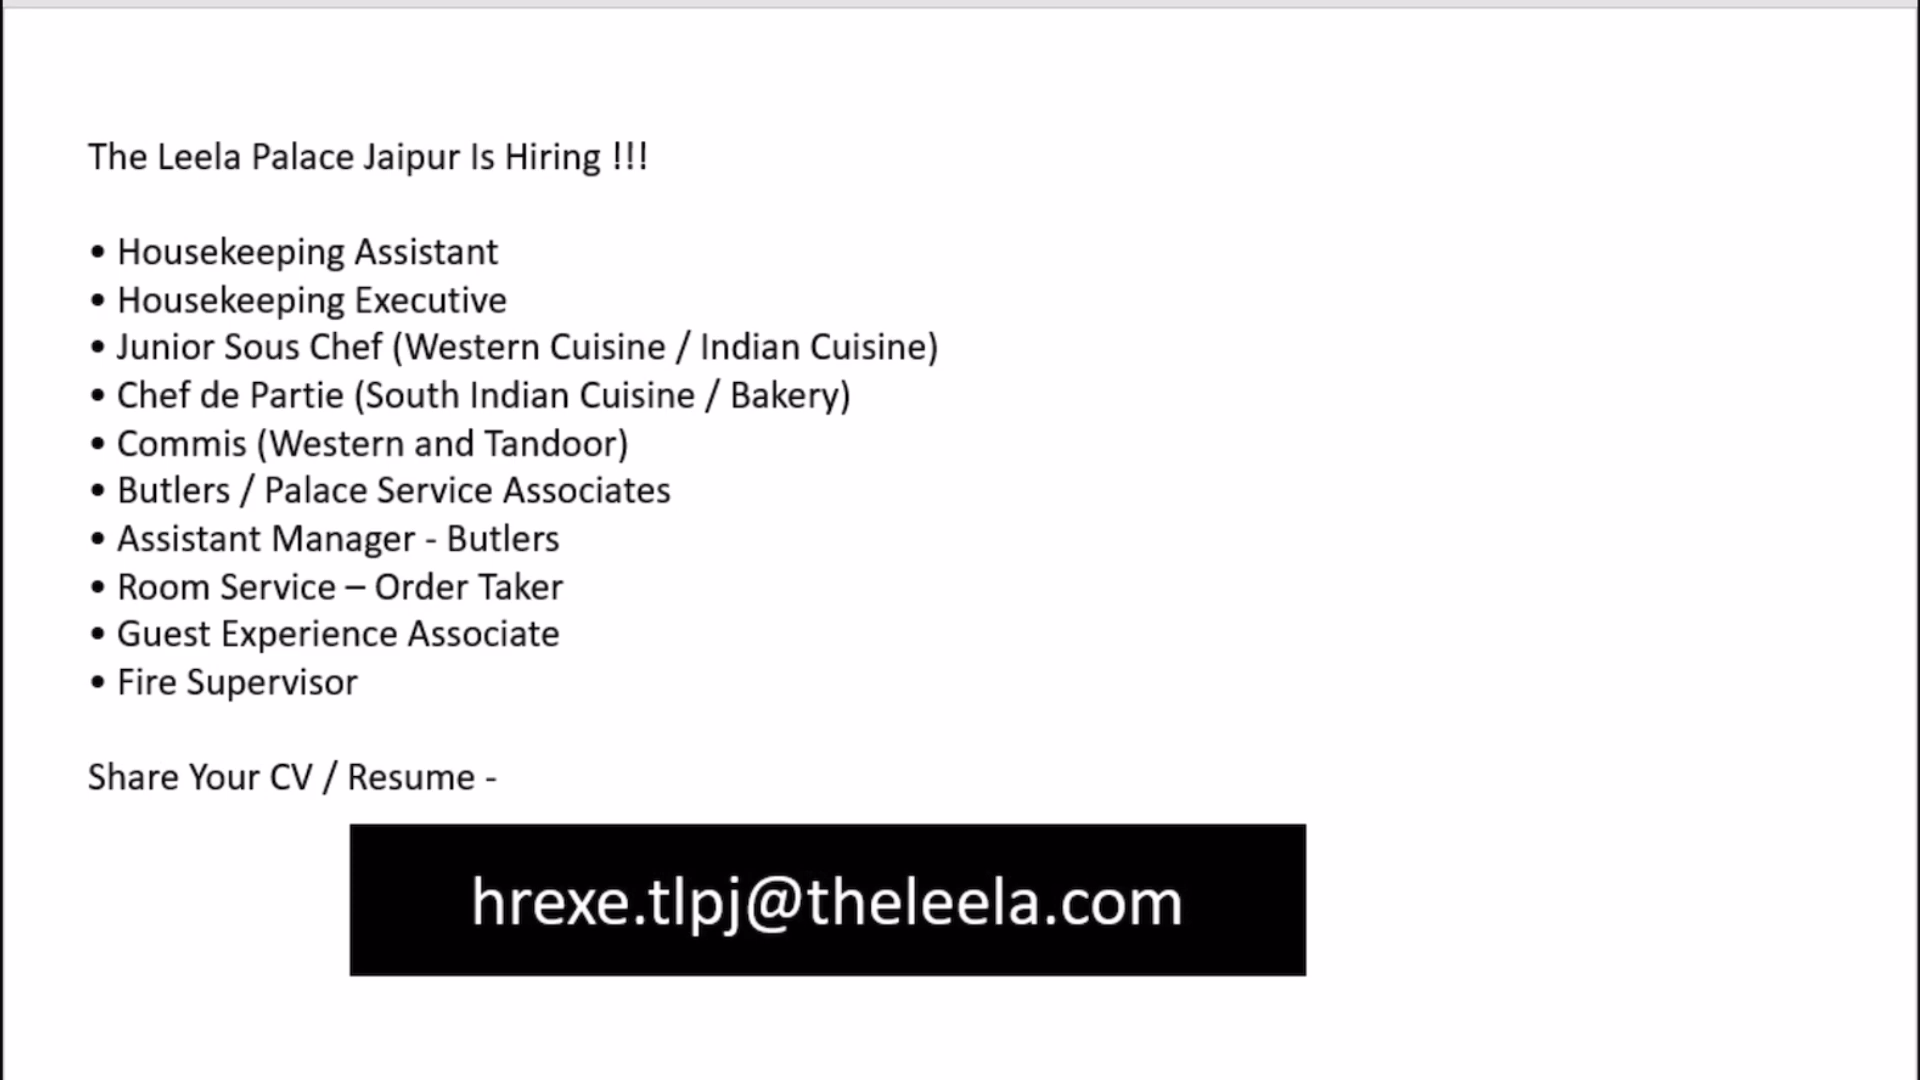 The Leela Palace Jaipur Is Hiring !!!
• Housekeeping Assistant
• Housekeeping Executive
• Junior Sous Chef (Western Cuisine / Indian Cuisine)
• Chef de Partie (South Indian Cuisine / Bakery)
• Commis (Western and Tandoor)
• Butlers / Palace Service Associates
• Assistant Manager - Butlers
• Room Service – Order Taker
• Guest Experience Associate
• Fire Supervisor
Share Your CV / Resume -
hrexe.tlpj@theleela.com